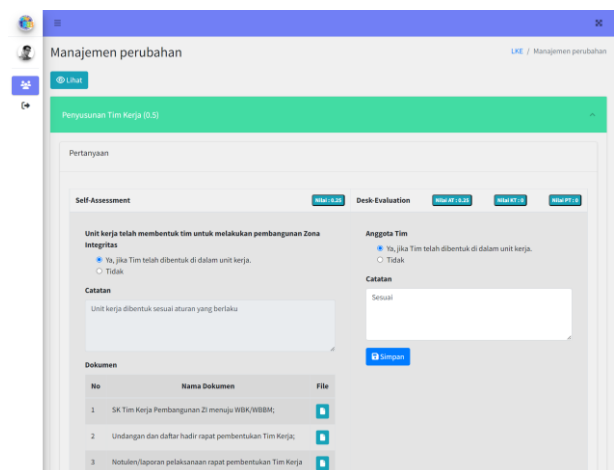 Manajemen perubahan
LKE / Manajemen perubahan
Lihat
Penyusunan Tim Kerja (0.5)
Pertanyaan
Self-Assessment
Nilai : 0.25
Desk-Evaluation
Nilai AT : 0.25
Nilai KT : 0
Nilai PT : 0
Unit kerja telah membentuk tim untuk melakukan pembangunan Zona
Integritas
Ya, jika Tim telah dibentuk di dalam unit kerja.
Tidak
Catatan
Unit kerja dibentuk sesuai aturan yang berlaku
Dokumen
No Nama Dokumen File
1 SK Tim Kerja Pembangunan ZI menuju WBK/WBBM;
2 Undangan dan daftar hadir rapat pembentukan Tim Kerja;
3 Notulen/laporan pelaksanaan rapat pembentukan Tim Kerja
Anggota Tim
Ya, jika Tim telah dibentuk di dalam unit kerja.
Tidak
Catatan
Sesuai
Simpan